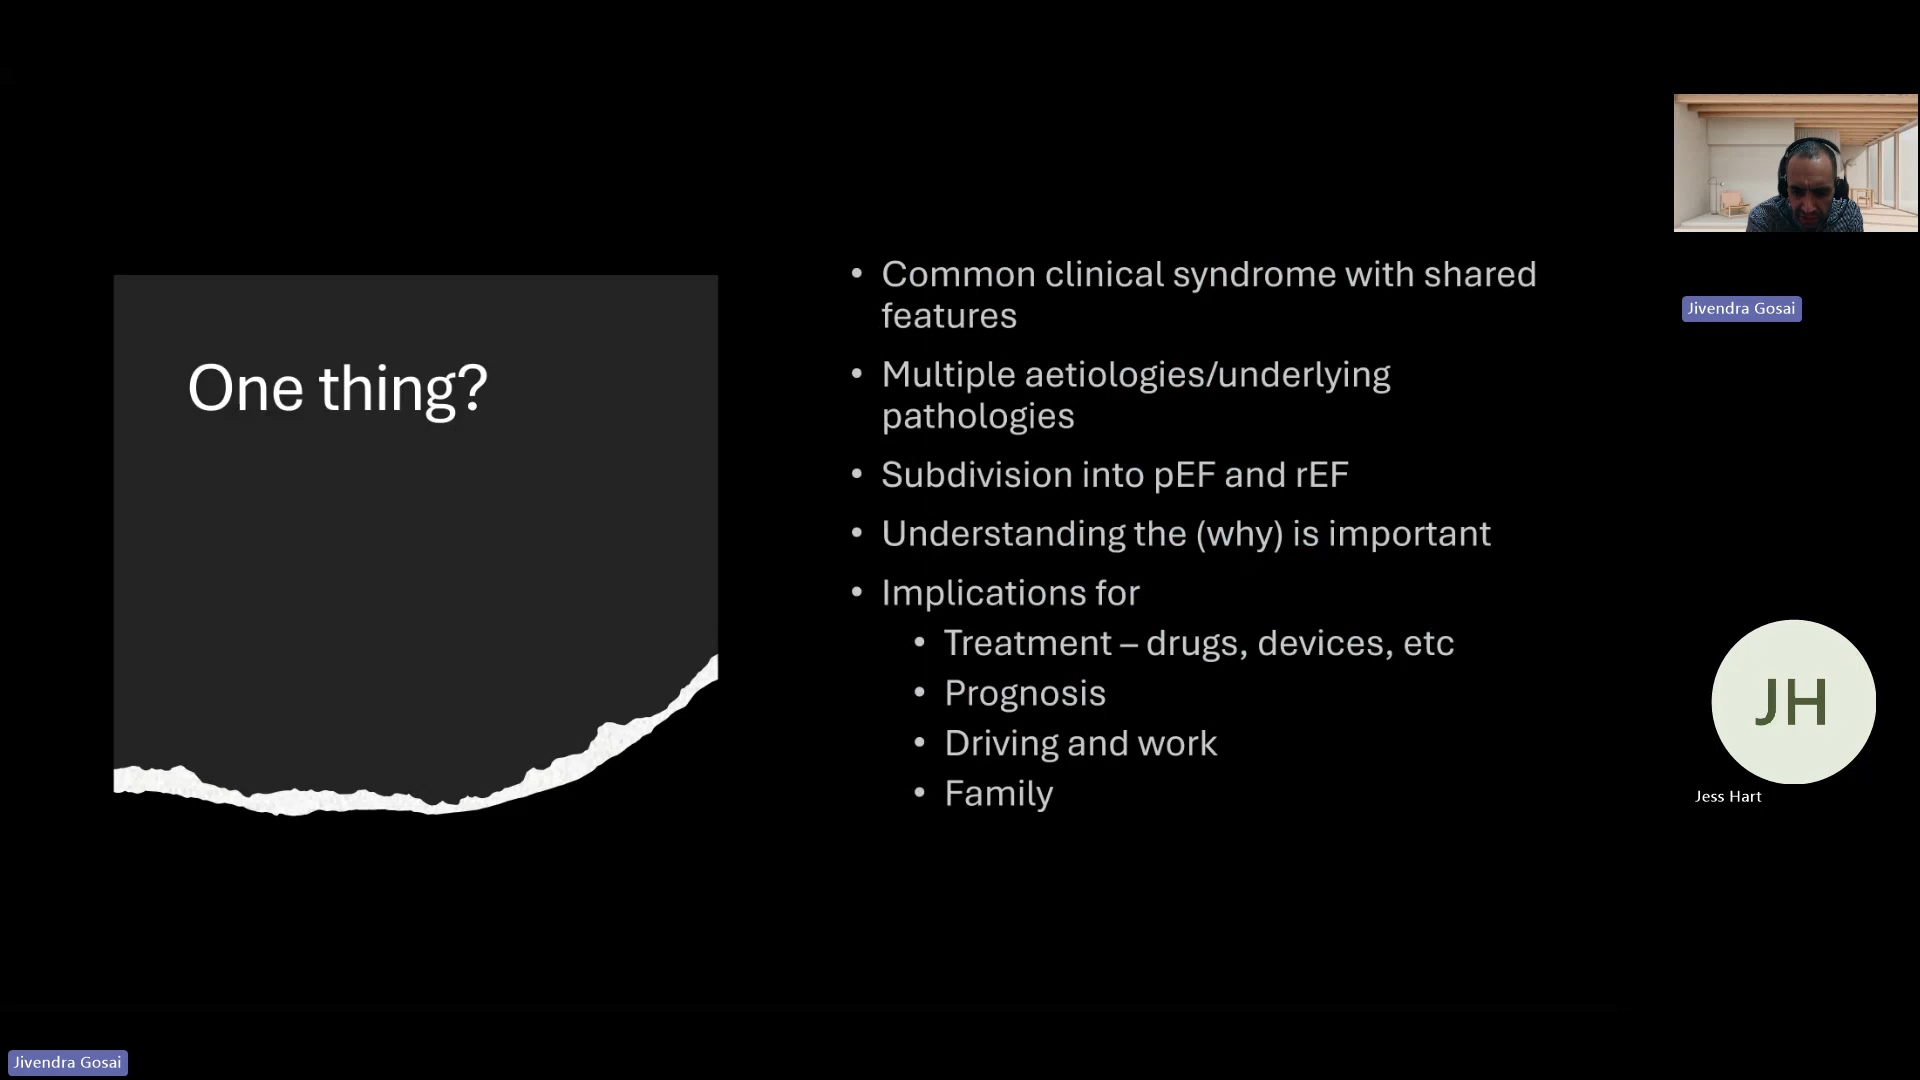 One thing?
• Common clinical syndrome with shared
features
• Multiple aetiologies/underlying
pathologies
• Subdivision into pEF and rEF
• Understanding the (why) is important
• Implications for
• Treatment – drugs, devices, etc
• Prognosis
• Driving and work
• Family
Jivendra Gosai
JH
Jess Hart
Jivendra Gosai